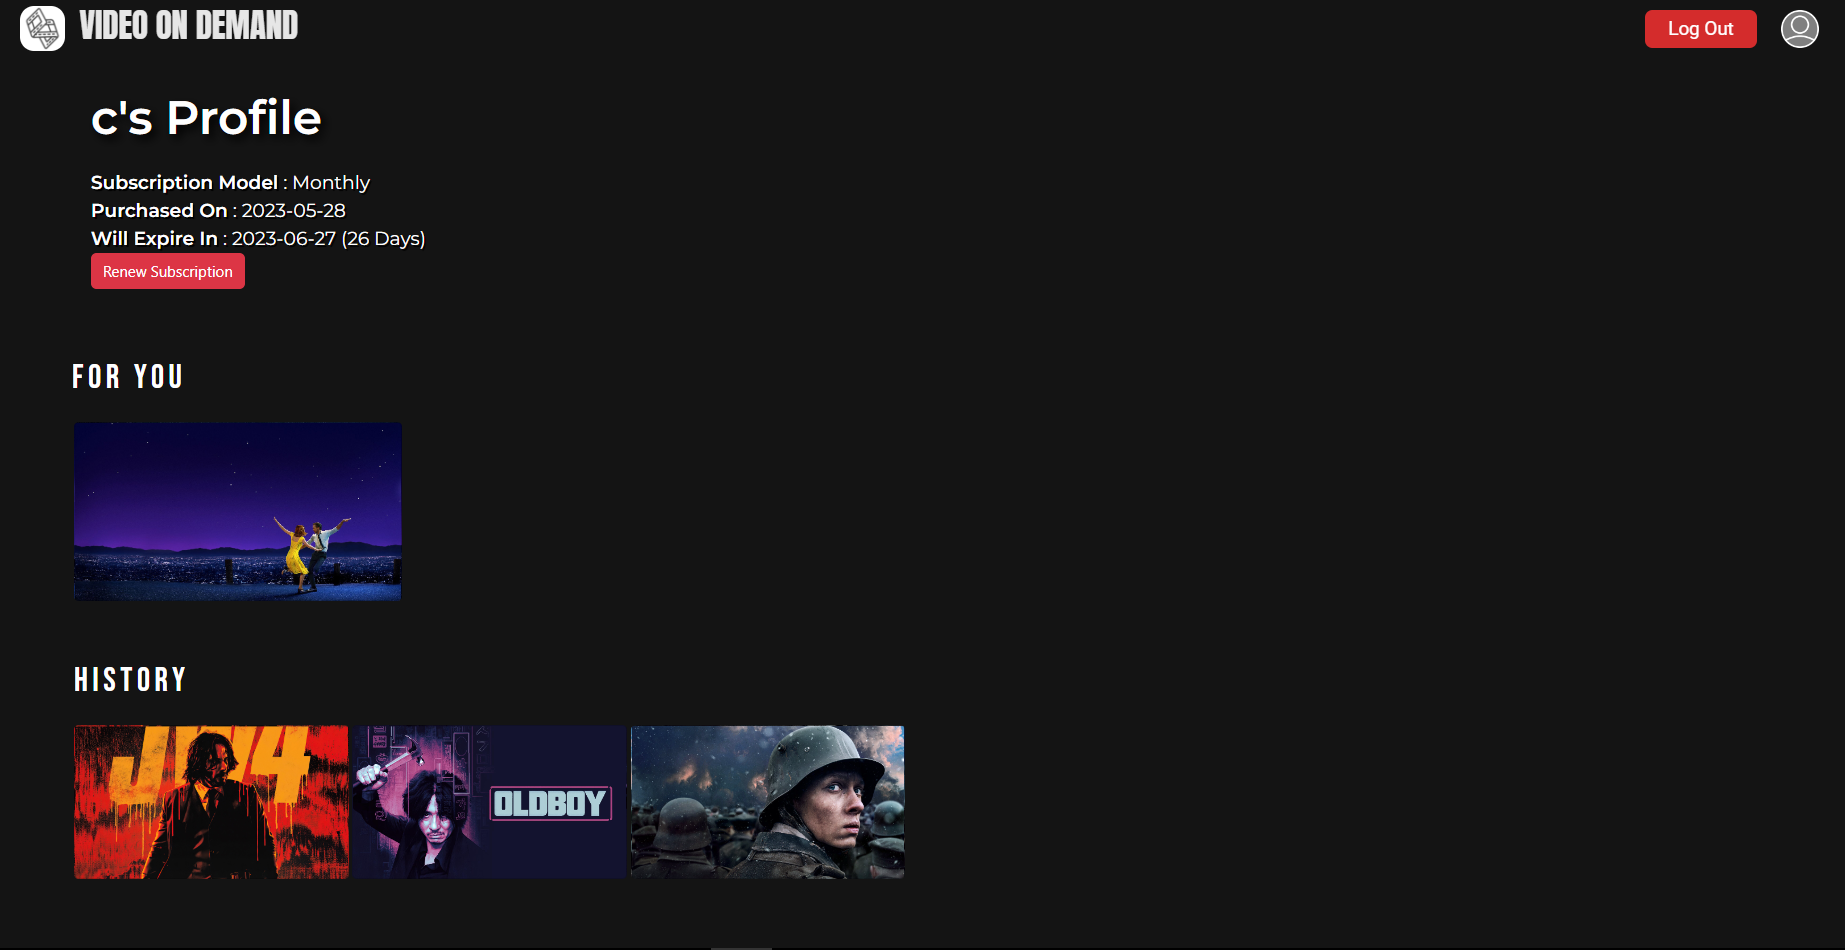 VIDEO ON DEMAND
Log Out
c's Profile
Subscription Model : Monthly
Purchased On : 2023-05-28
Will Expire In : 2023-06-27 (26 Days)
Renew Subscription
FOR YOU
HISTORY
JW4
OLDBOY